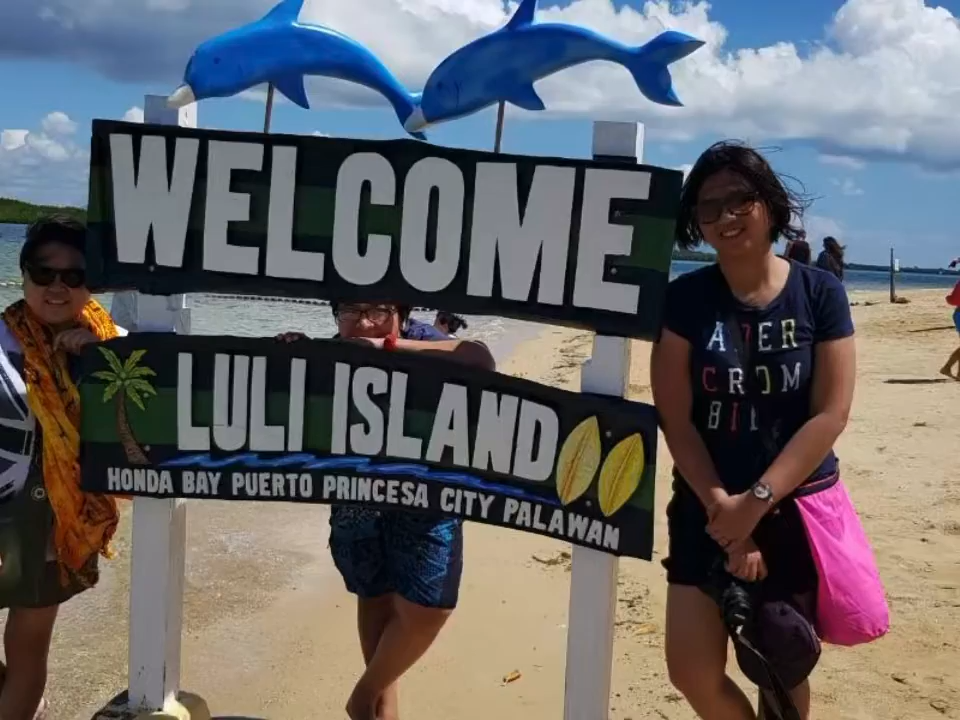 WELCOME
LULI ISLAND
HONDA BAY PUERTO PRINCESA CITY PALAWAN